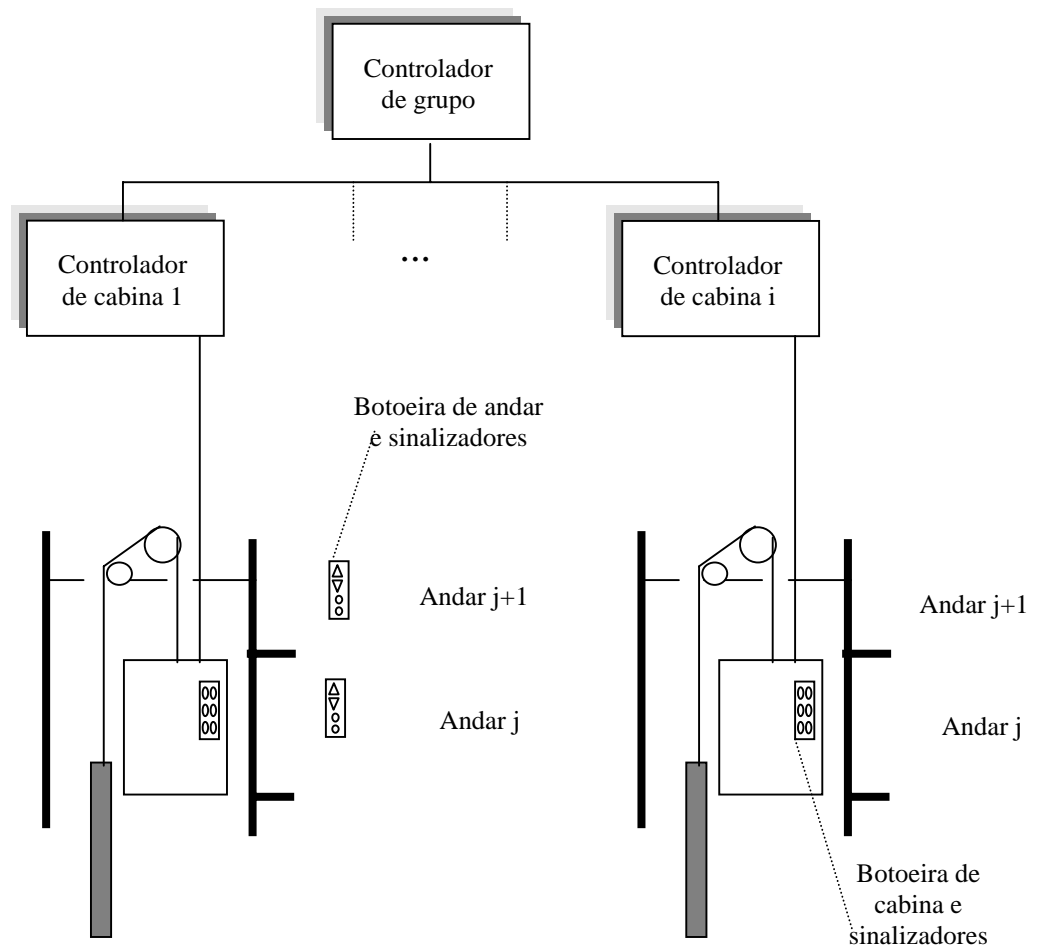 Controlador
de grupo
Controlador
de cabina 1
...
Controlador
de cabina i
Botoeira de andar
e sinalizadores
Andar j+1
Andar j+1
Andar j
Andar j
Botoeira de
cabina e
sinalizadores